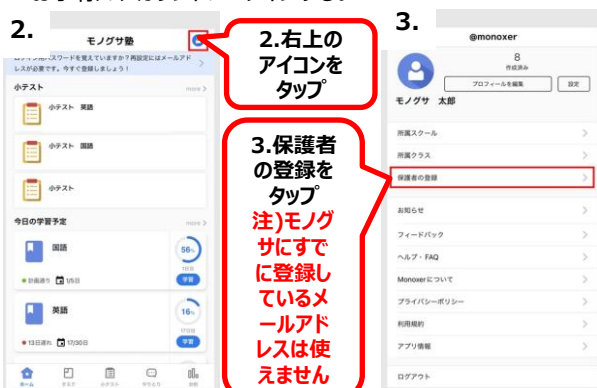 2.
モノグサ塾
ログイン用パスワードを覚えていますか？再設定にはメールアド
レスが必要です。今すぐ登録しましょう！
小テスト
more >
小テスト 英語
小テスト 国語
小テスト
今日の学習予定
more >
国語
56%
計画通り 1/5日
学習
英語
16%
13日遅れ 17/30日
学習
ホーム
タスク
小テスト
2.右上の
アイコンを
タップ
3.保護者
の登録を
タップ
注)モノグ
サにすで
に登録し
ているメ
ールアド
レスは使
えません
3.
@monoxer
8
作成済み
プロフィールを編集
設定
モノグサ 太郎
所属スクール
所属クラス
保護者の登録
お知らせ
フィードバック
ヘルプ・FAQ
Monoxerについて
プライバシーポリシー
利用規約
アプリ情報
ログアウト